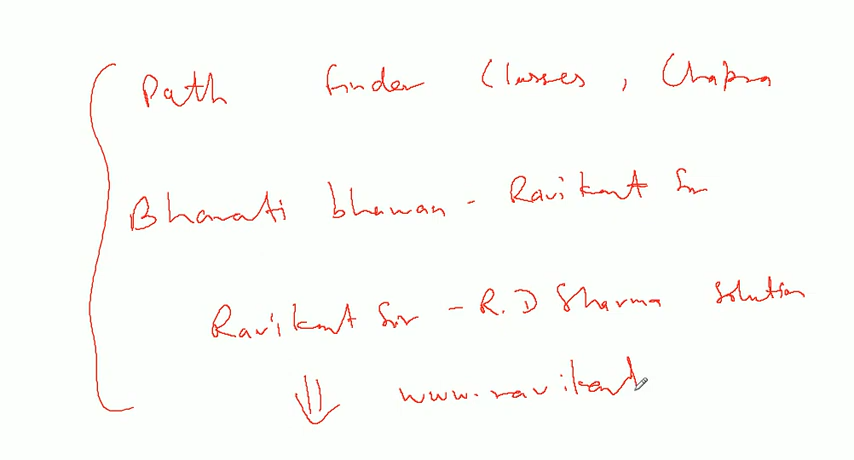 Path finder Classes, Chapra
Bharati bhawan - Ravikant Sir
Ravikant Sir - R.D Sharma Solution
www.ravikant